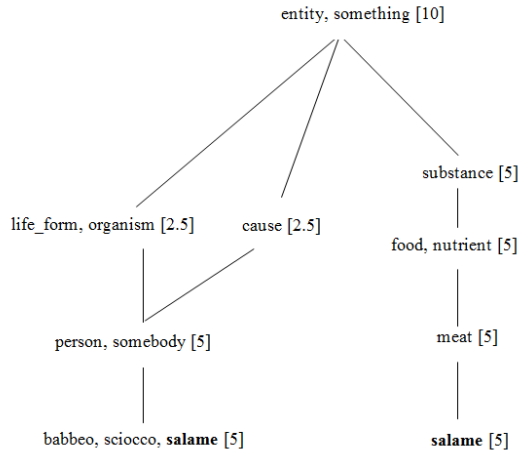 entity, something [10]
substance [5]
life_form, organism [2.5]
cause [2.5]
food, nutrient [5]
person, somebody [5]
meat [5]
babbeo, sciocco, salame [5]
salame [5]